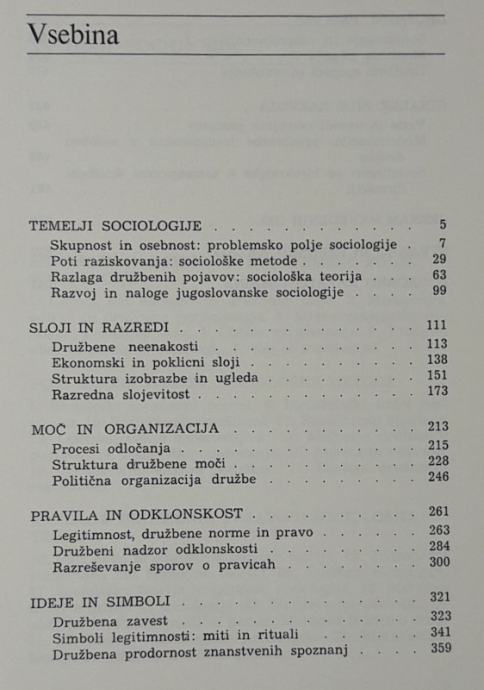 Vsebina
TEMELJI SOCIOLOGIJE . . . . . . . . . . . . 5
Skupnost in osebnost: problemsko polje sociologije . 7
Poti raziskovanja: sociološke metode . . . . . . . 29
Razlaga družbenih pojavov: sociološka teorija . . . 63
Razvoj in naloge jugoslovanske sociologije . . . . 99
SLOJI IN RAZREDI . . . . . . . . . . . . . . 111
Družbene neenakosti . . . . . . . . . . . . 113
Ekonomski in poklicni sloji . . . . . . . . . . 138
Struktura izobrazbe in ugleda . . . . . . . . . 151
Razredna slojevitost . . . . . . . . . . . . . 173
MOČ IN ORGANIZACIJA . . . . . . . . . . . 213
Procesi odločanja . . . . . . . . . . . . . . 215
Struktura družbene moči . . . . . . . . . . . 228
Politična organizacija družbe . . . . . . . . . 246
PRAVILA IN ODKLONSKOST . . . . . . . . . . 261
Legitimnost, družbene norme in pravo . . . . . . 263
Družbeni nadzor odklonskosti . . . . . . . . . 284
Razreševanje sporov o pravicah . . . . . . . . 300
IDEJE IN SIMBOLI . . . . . . . . . . . . . . 321
Družbena zavest . . . . . . . . . . . . . . 323
Simboli legitimnosti: miti in rituali . . . . . . 341
Družbena prodornost znanstvenih spoznanj . . . . 359